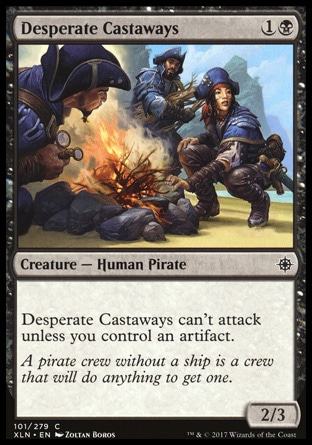 Desperate Castaways 1
Creature — Human Pirate
Desperate Castaways can't attack
unless you control an artifact.
A pirate crew without a ship is a crew
that will do anything to get one.
2/3
101/279 C
XLN • EN Zoltan Boros
™ & © 2017 Wizards of the Coast